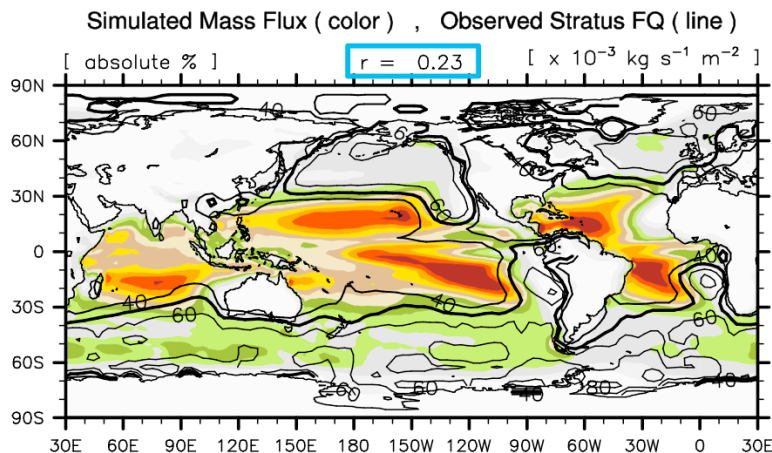 Simulated Mass Flux ( color ) , Observed Stratus FQ ( line )
[ absolute % ] r = 0.23 [ x 10⁻³ kg s⁻¹ m⁻² ]
90N
60N
30N
0
30S
60S
90S
40
60
60
40
40
60
40
60
60
60
80
40
30E 60E 90E 120E 150E 180 150W 120W 90W 60W 30W 0 30E